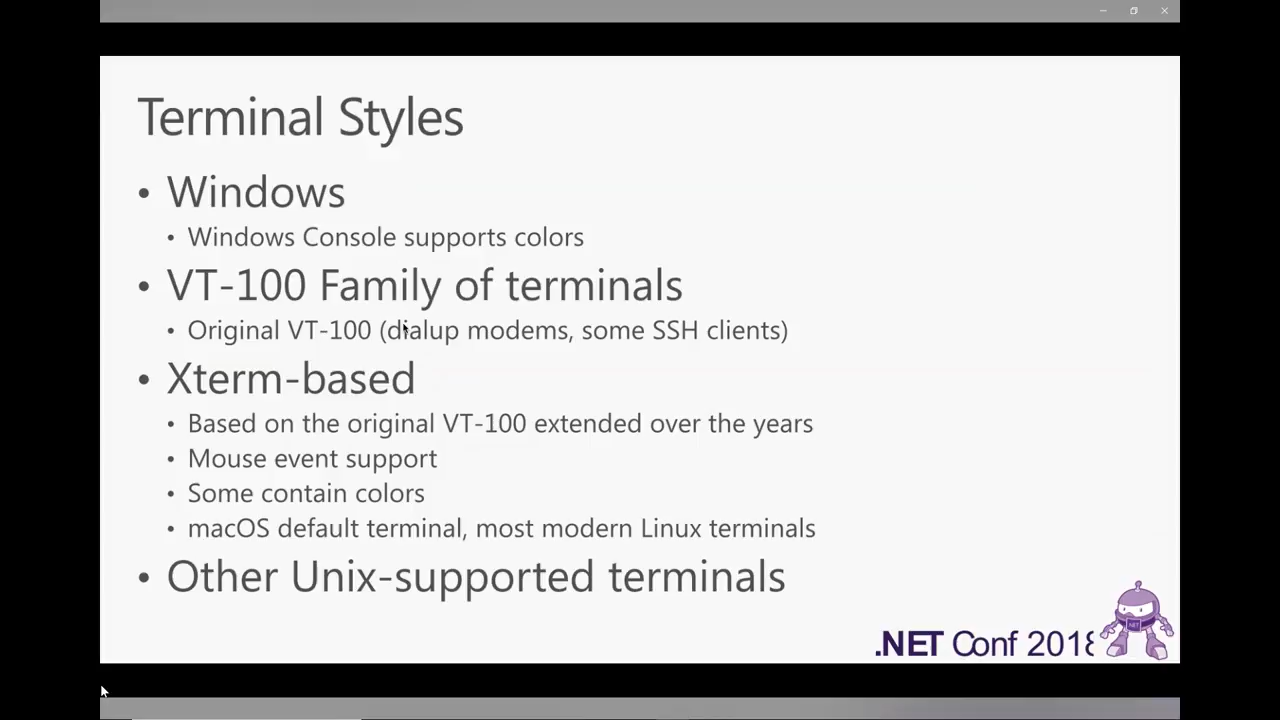 Terminal Styles
• Windows
• Windows Console supports colors
• VT-100 Family of terminals
• Original VT-100 (dialup modems, some SSH clients)
• Xterm-based
• Based on the original VT-100 extended over the years
• Mouse event support
• Some contain colors
• macOS default terminal, most modern Linux terminals
• Other Unix-supported terminals
.NET Conf 2018
.NET